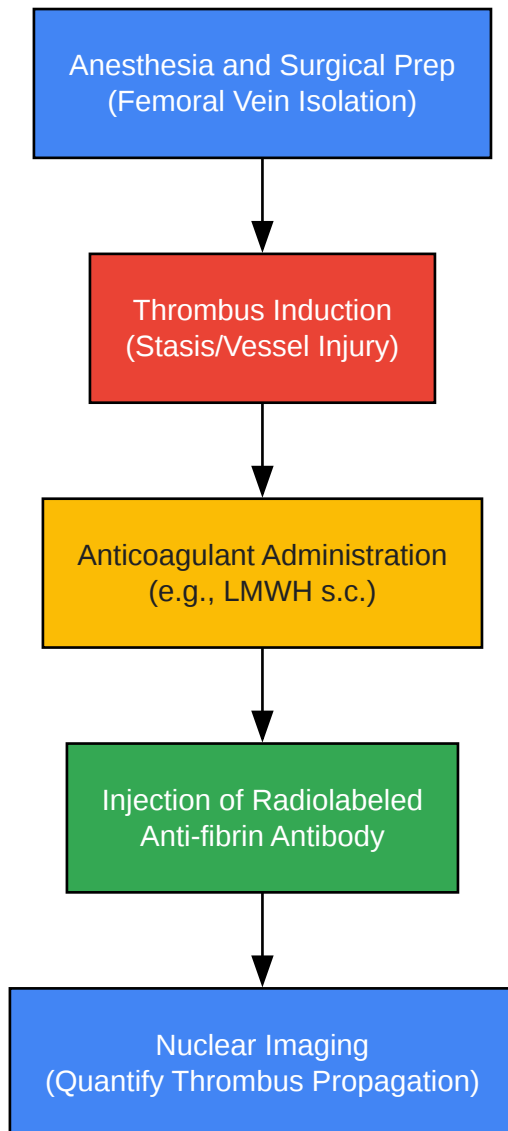 Anesthesia and Surgical Prep
(Femoral Vein Isolation)
Thrombus Induction
(Stasis/Vessel Injury)
Anticoagulant Administration
(e.g., LMWH s.c.)
Injection of Radiolabeled
Anti-fibrin Antibody
Nuclear Imaging
(Quantify Thrombus Propagation)